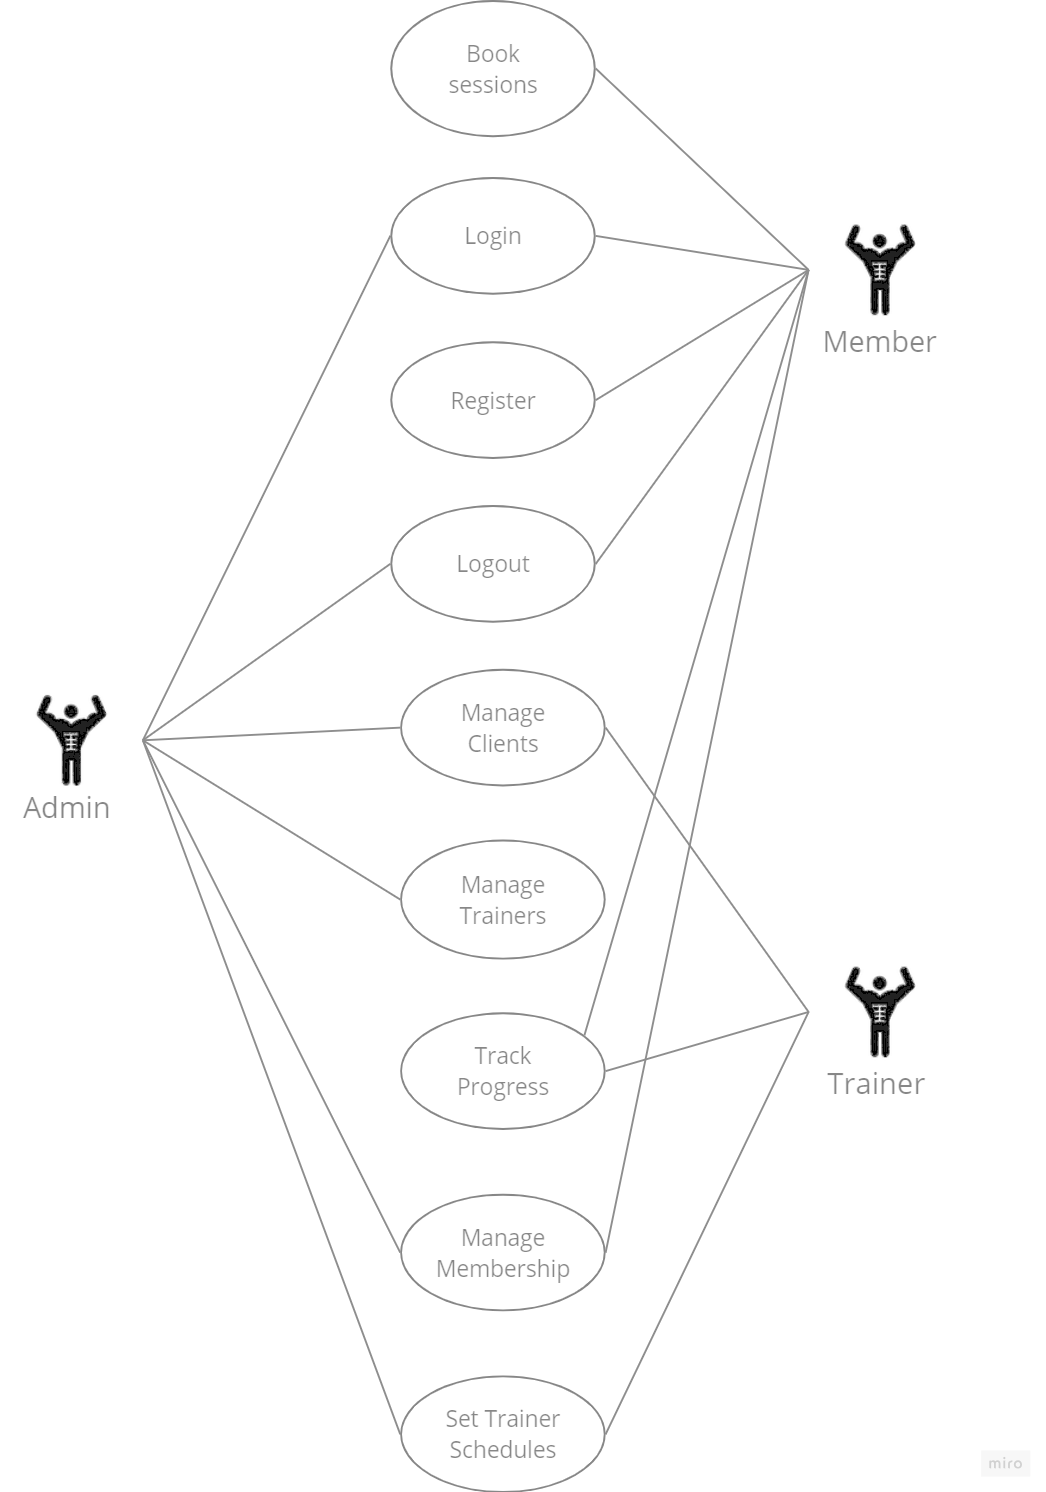 Book
sessions
Login
Member
Register
Logout
Manage
Clients
Admin
Manage
Trainers
Track
Progress
Trainer
Manage
Membership
Set Trainer
Schedules
miro